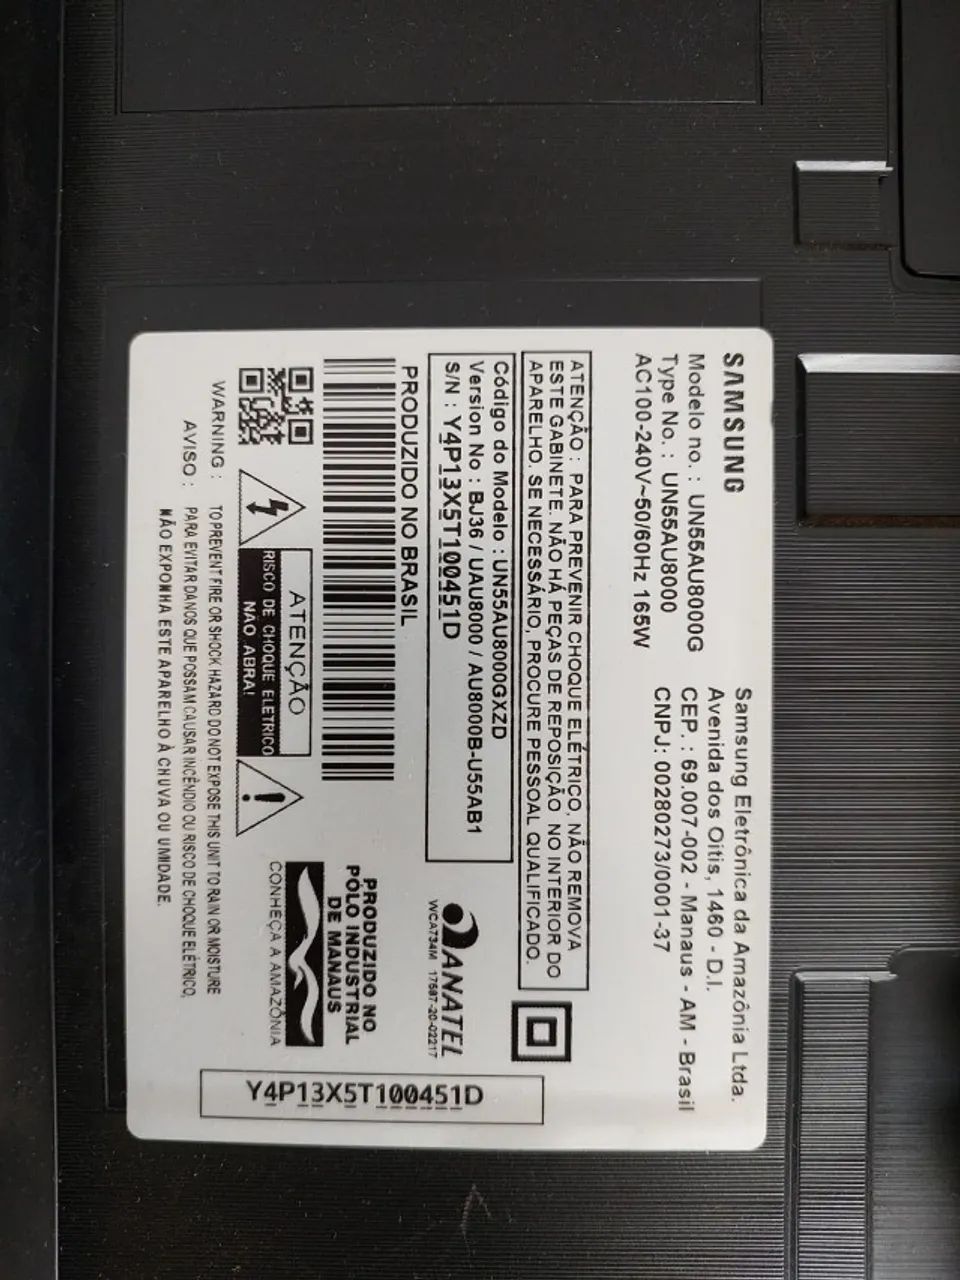 SAMSUNG
Modelo no. : UN55AU8000G
Type No. : UN55AU8000
AC100-240V~50/60Hz 165W
Samsung Eletrônica da Amazônia Ltda.
Avenida dos Oitis, 1460 - D.I.
CEP. : 69.007-002 - Manaus - AM - Brasil
CNPJ: 00280273/0001-37
ATENÇÃO : PARA PREVENIR CHOQUE ELÉTRICO, NÃO REMOVA
ESTE GABINETE. NÃO HÁ PEÇAS DE REPOSIÇÃO NO INTERIOR DO
APARELHO. SE NECESSÁRIO, PROCURE PESSOAL QUALIFICADO.
Código do Modelo : UN55AU8000GXZD
Version No : BJ36 / UAU8000 / AU8000B-U55AB1
S/N : Y4P13X5T100451D
ANATEL
WCA734M 17587-20-02217
PRODUZIDO NO BRASIL
PRODUZIDO NO
PÓLO INDUSTRIAL
DE MANAUS
CONHEÇA A AMAZÔNIA
ATENÇÃO
RISCO DE CHOQUE ELETRICO
NAO ABRA!
WARNING : TO PREVENT FIRE OR SHOCK HAZARD DO NOT EXPOSE THIS UNIT TO RAIN OR MOISTURE
AVISO : PARA EVITAR DANOS QUE POSSAM CAUSAR INCÊNDIO OU RISCO DE CHOQUE ELÉTRICO,
NÃO EXPONHA ESTE APARELHO À CHUVA OU UMIDADE.
Y4P13X5T100451D